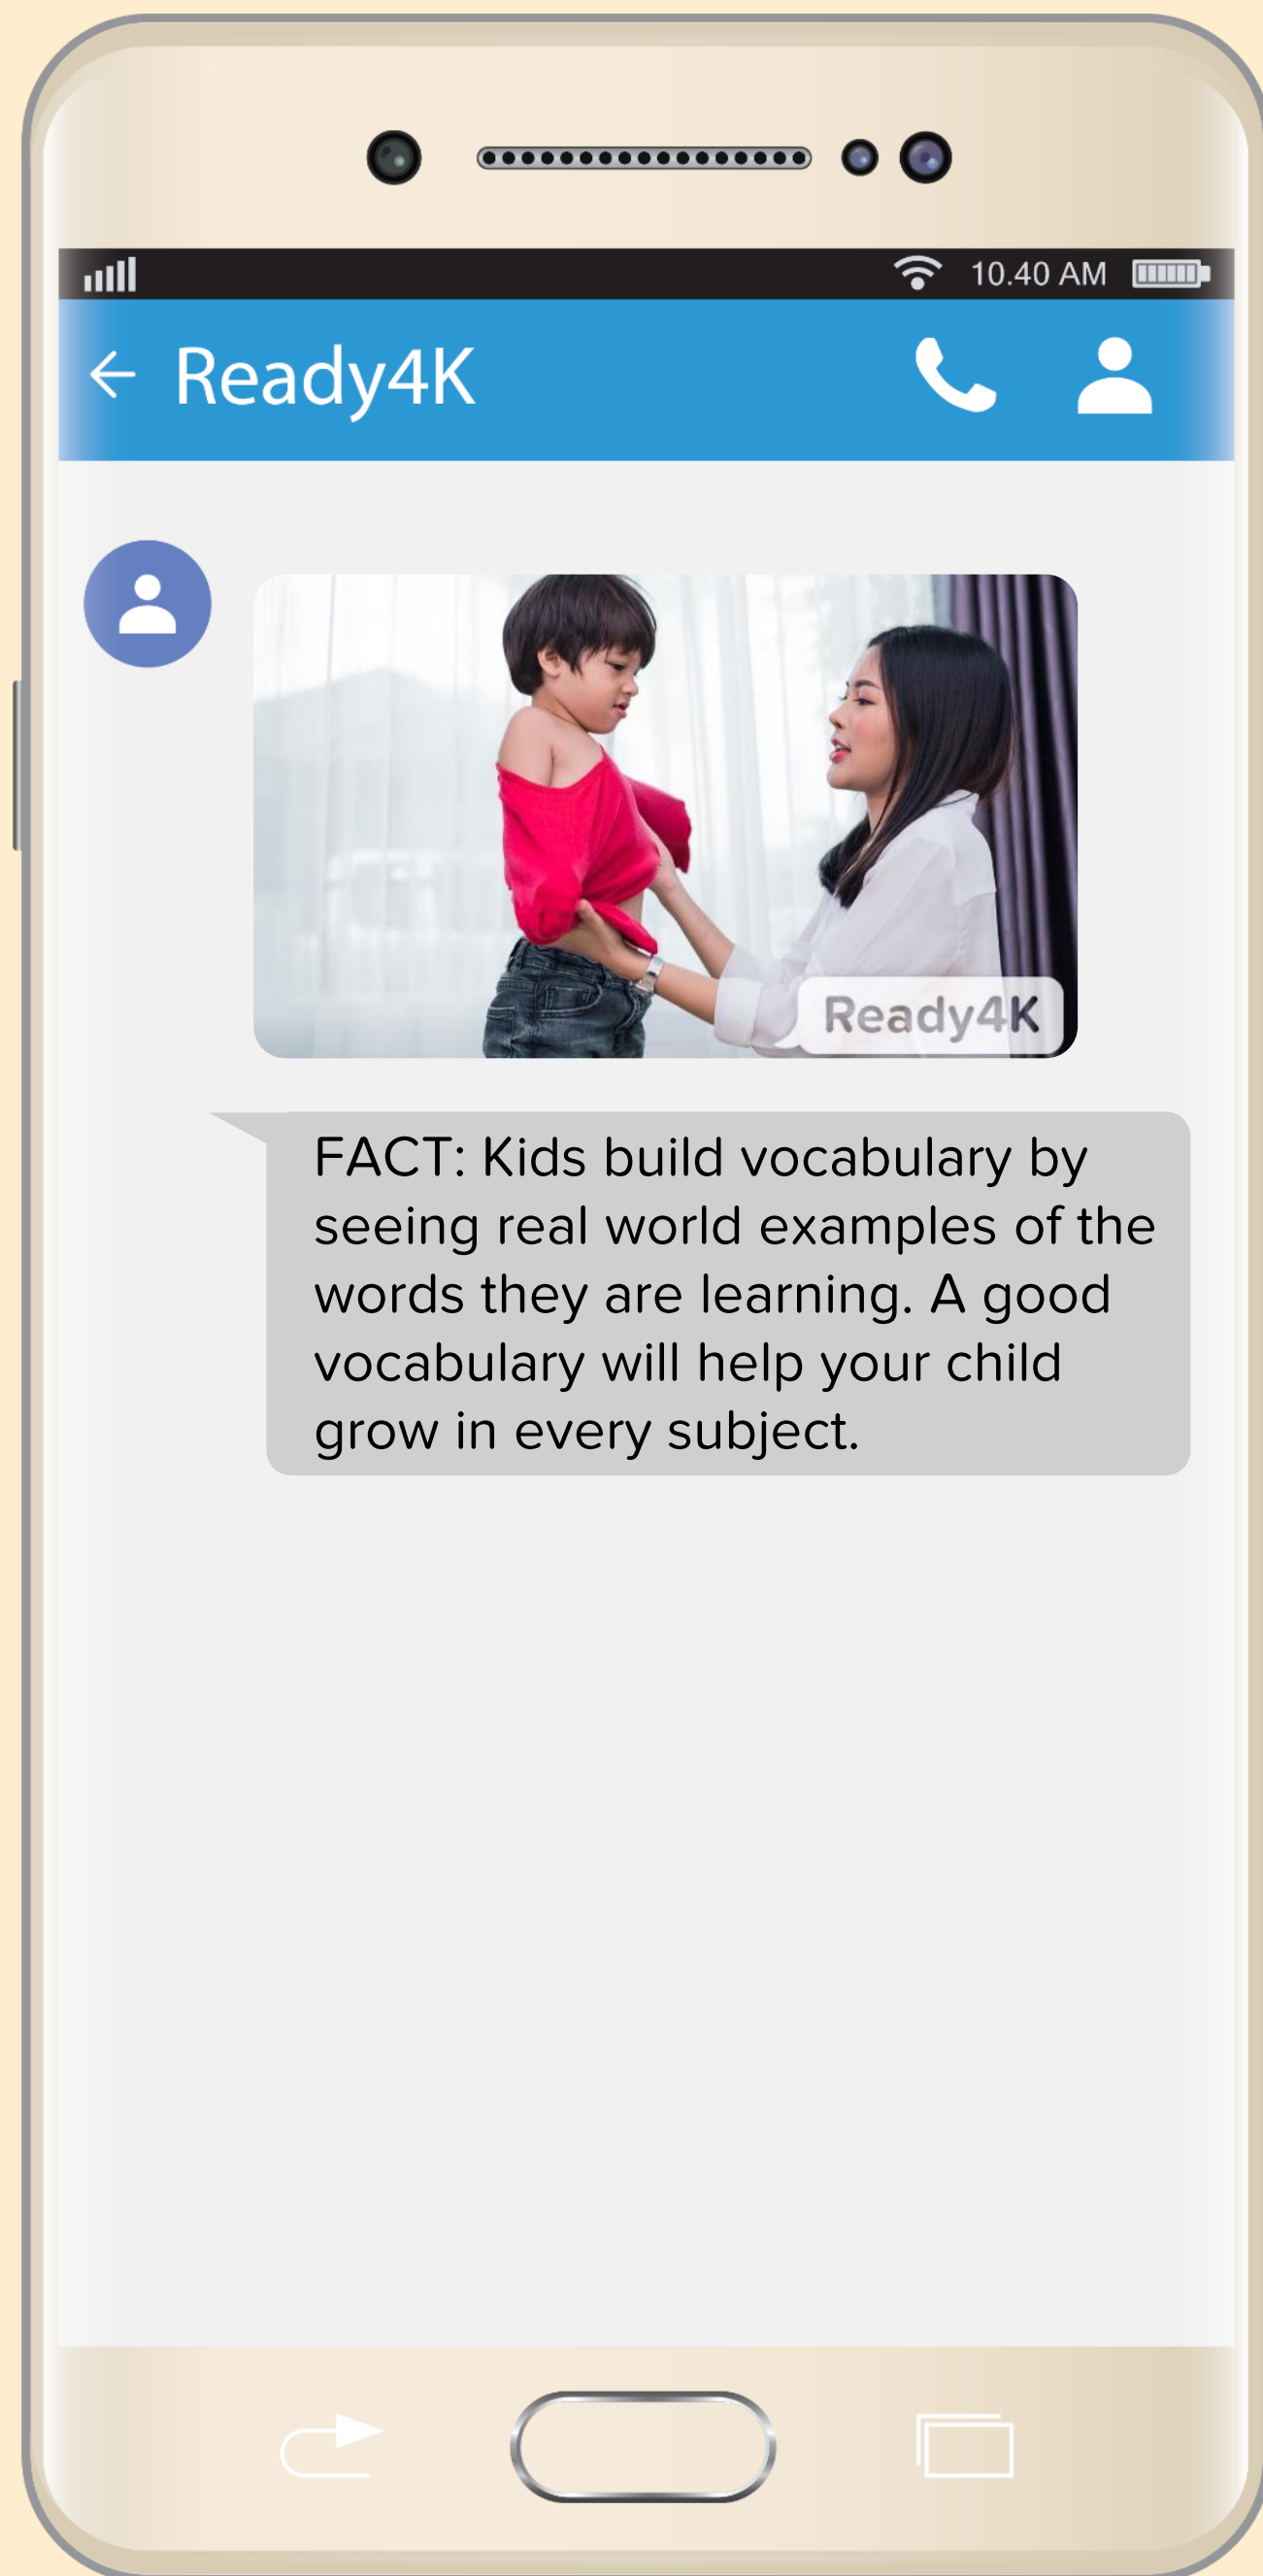 10.40 AM
Ready4K
Ready4K
FACT: Kids build vocabulary by
seeing real world examples of the
words they are learning. A good
vocabulary will help your child
grow in every subject.